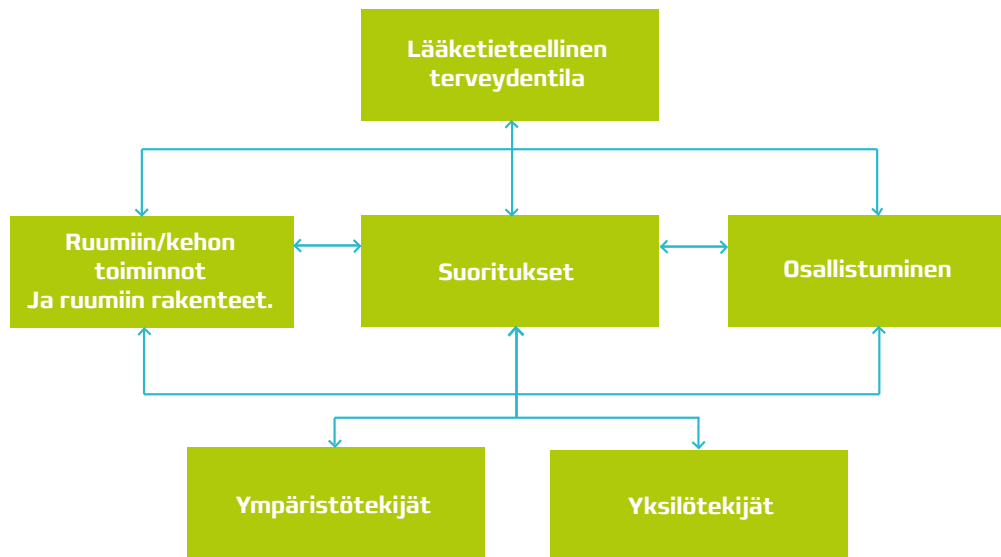 Lääketieteellinen
terveydentila
Ruumiin/kehon
toiminnot
Ja ruumiin rakenteet.
Suoritukset
Osallistuminen
Ympäristötekijät
Yksilötekijät